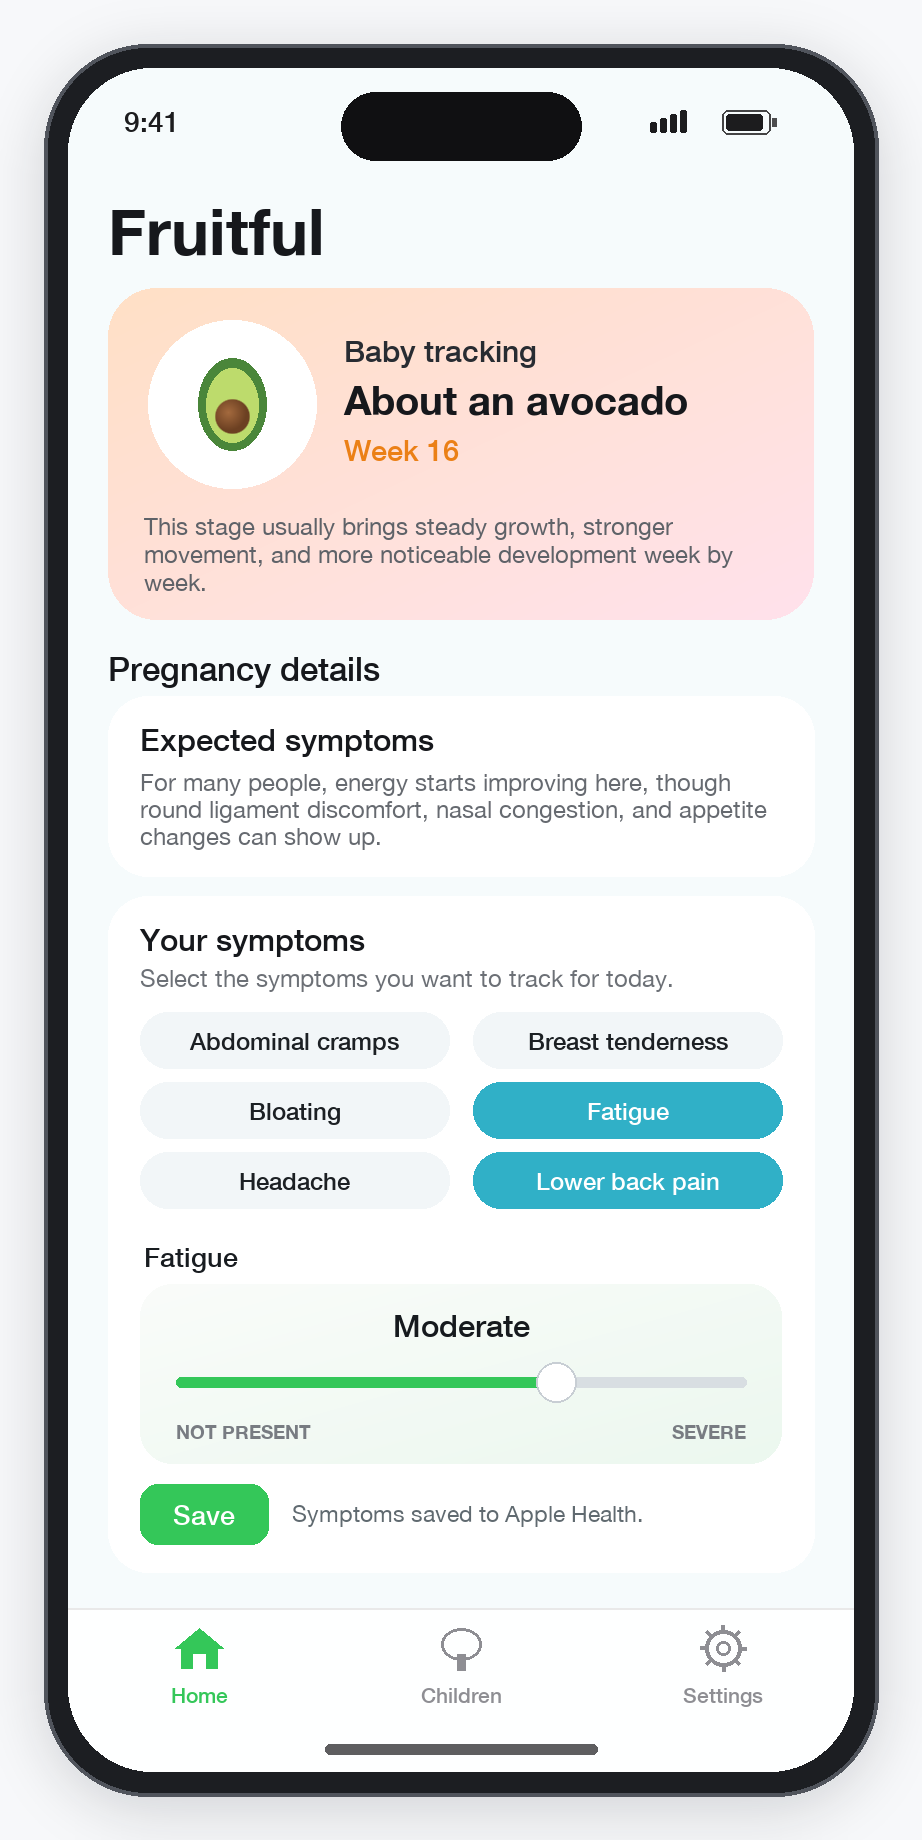 9:41
Fruitful
Baby tracking
About an avocado
Week 16
This stage usually brings steady growth, stronger
movement, and more noticeable development week by
week.
Pregnancy details
Expected symptoms
For many people, energy starts improving here, though
round ligament discomfort, nasal congestion, and appetite
changes can show up.
Your symptoms
Select the symptoms you want to track for today.
Abdominal cramps
Breast tenderness
Bloating
Fatigue
Headache
Lower back pain
Fatigue
Moderate
NOT PRESENT
SEVERE
Save
Symptoms saved to Apple Health.
Home
Children
Settings